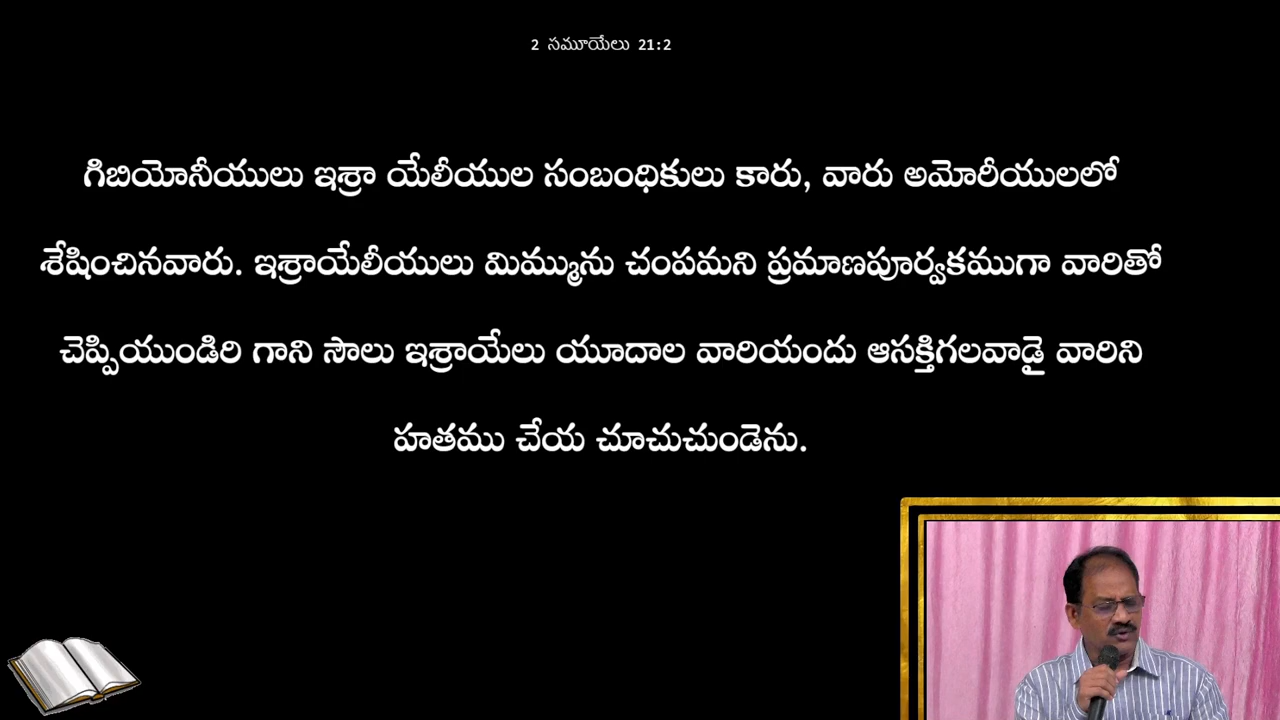 2 సమూయేలు 21:2
గిబియోనీయులు ఇశ్రా యేలీయుల సంబంధికులు కారు, వారు అమోరీయులలో
శేషించినవారు. ఇశ్రాయేలీయులు మిమ్మును చంపమని ప్రమాణపూర్వకముగా వారితో
చెప్పియుండిరి గాని సౌలు ఇశ్రాయేలు యూదాల వారియందు ఆసక్తిగలవాడై వారిని
హతము చేయ చూచుచుండెను.